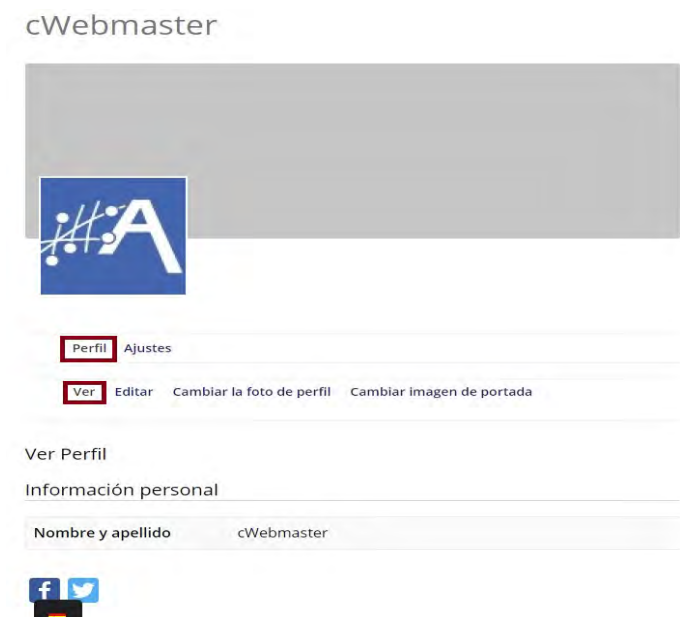 cWebmaster
#A
Perfil Ajustes
Ver Editar Cambiar la foto de perfil Cambiar imagen de portada
Ver Perfil
Información personal
Nombre y apellido cWebmaster